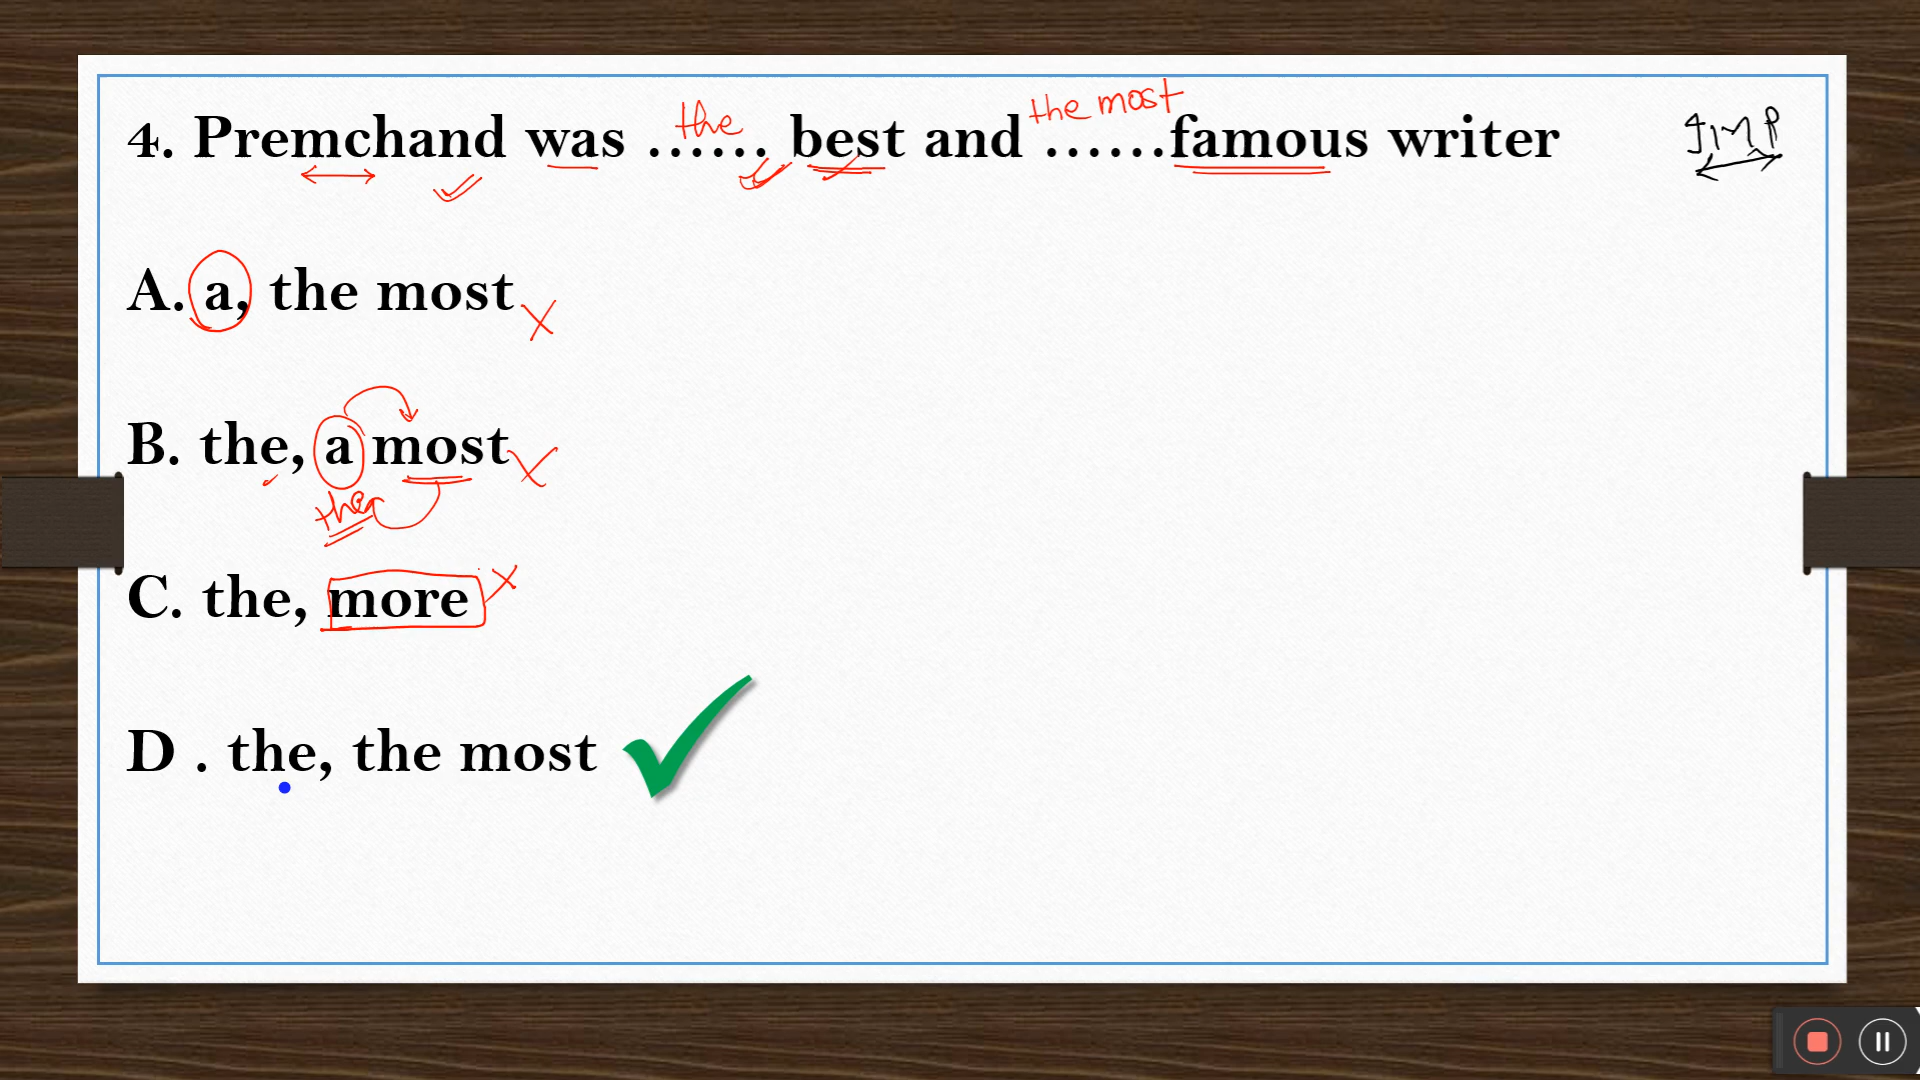 the the most
4. Premchand was ...... best and ......famous writer IMP
A. a, the most
B. the, a most
the
C. the, more
D . the, the most